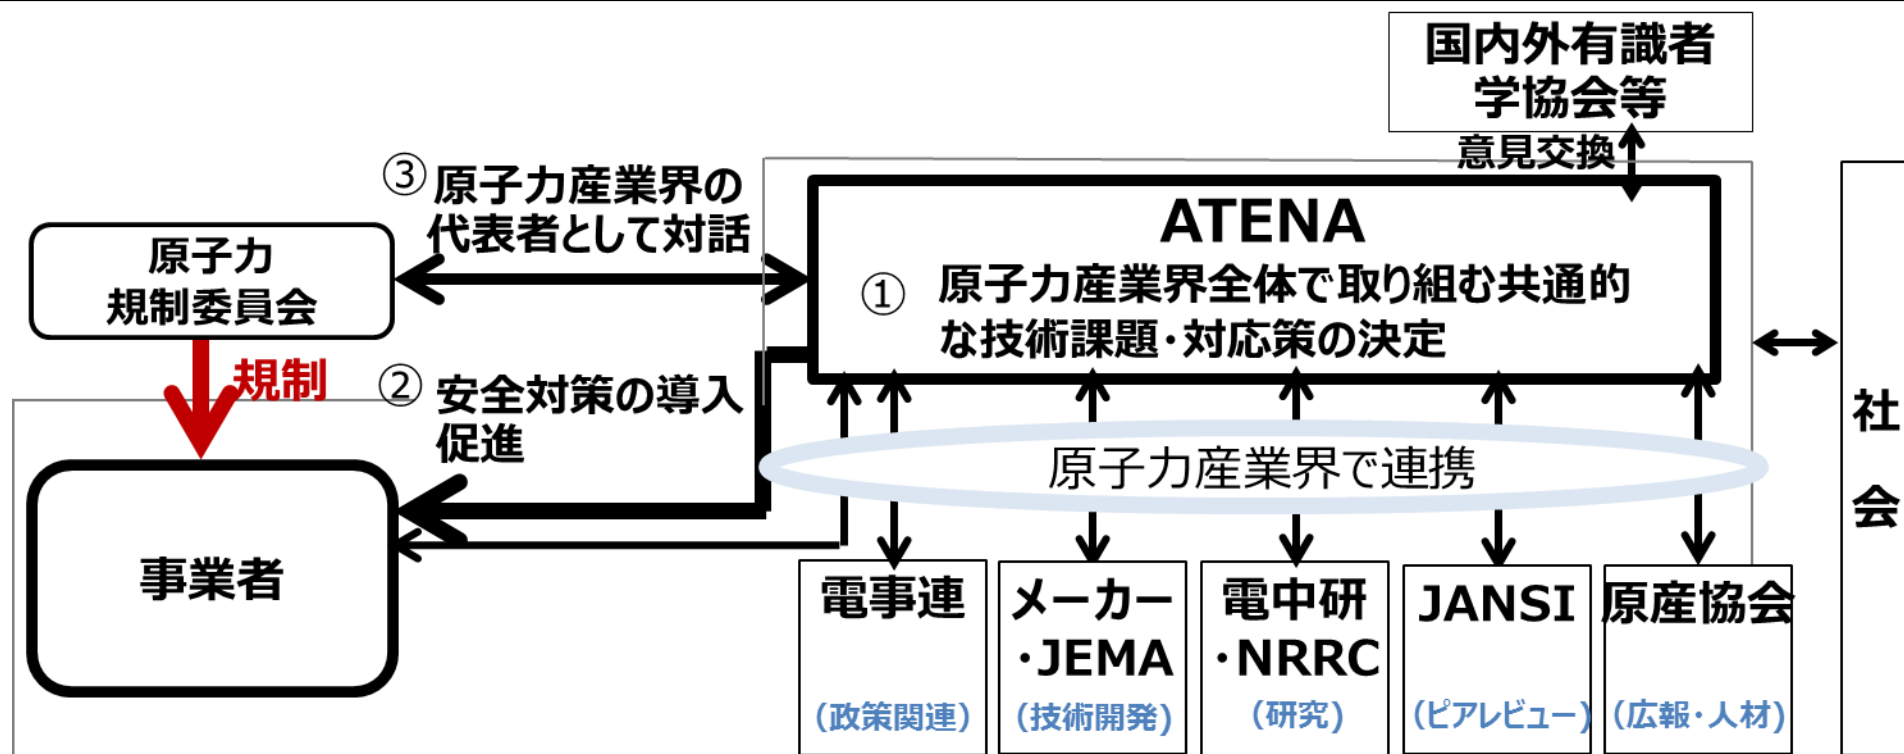 国内外有識者
学協会等
意見交換
③ 原子力産業界の
代表者として対話
ATENA
① 原子力産業界全体で取り組む共通的
な技術課題・対応策の決定
原子力
規制委員会
規制
② 安全対策の導入
促進
原子力産業界で連携
社
会
事業者
電事連
(政策関連)
メーカー
・JEMA
(技術開発)
電中研
・NRRC
(研究)
JANSI
(ピアレビュー)
原産協会
(広報・人材)